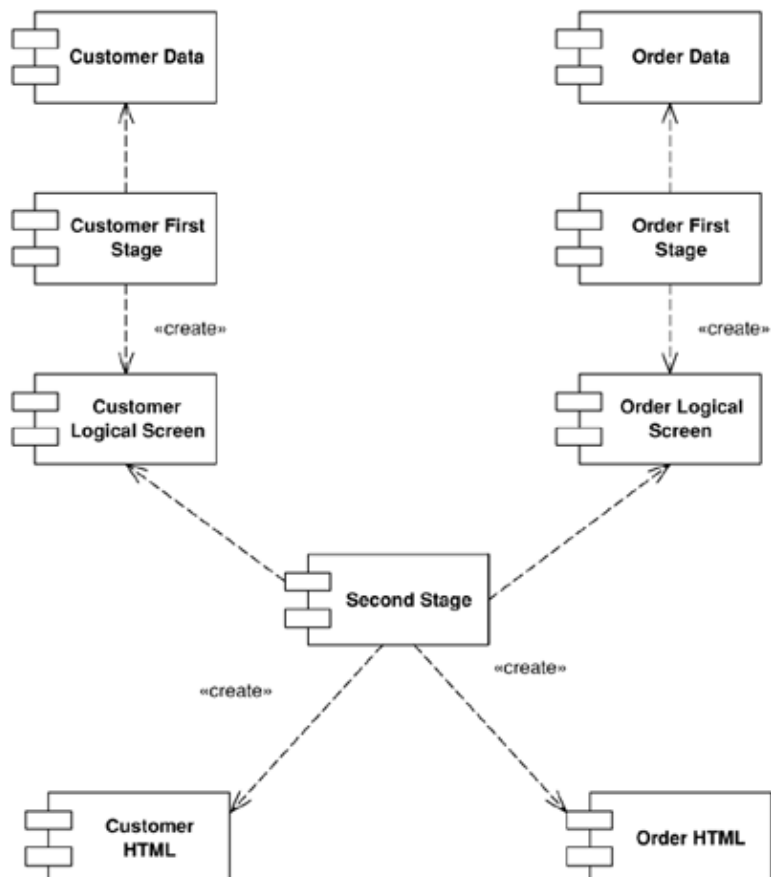 Customer Data
Order Data
Customer First
Stage
Order First
Stage
«create»
«create»
Customer
Logical Screen
Order Logical
Screen
Second Stage
«create»
«create»
Customer
HTML
Order HTML